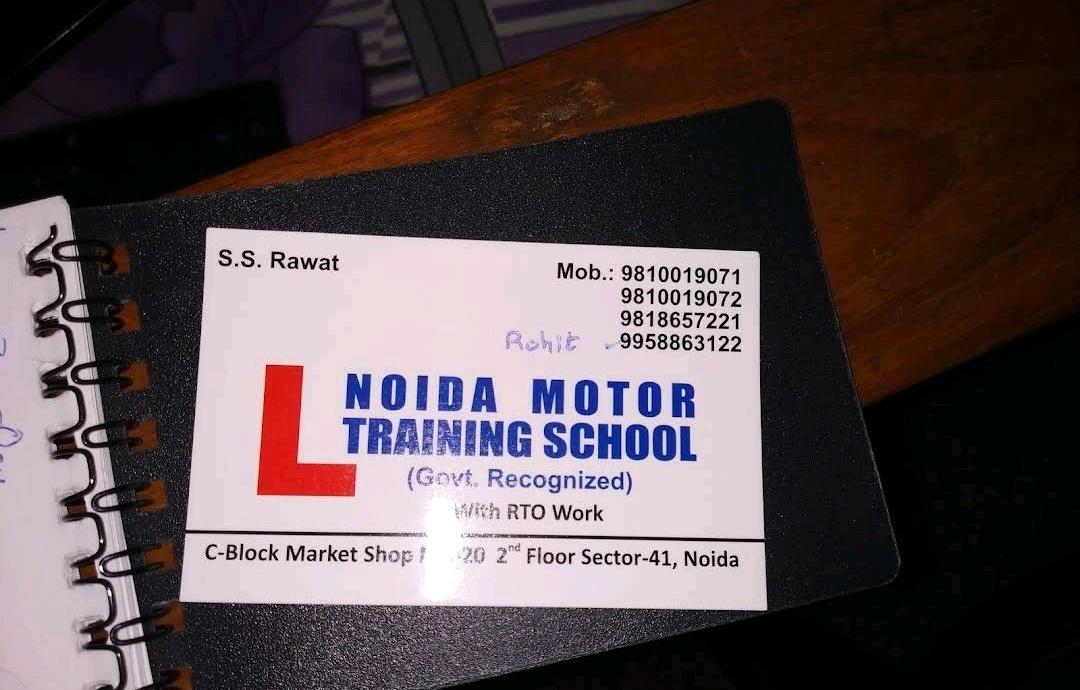 S.S. Rawat
Mob.: 9810019071
9810019072
9818657221
Rohit 9958863122
L
NOIDA MOTOR
TRAINING SCHOOL
(Govt. Recognized)
With RTO Work
C-Block Market Shop -20 2nd Floor Sector-41, Noida